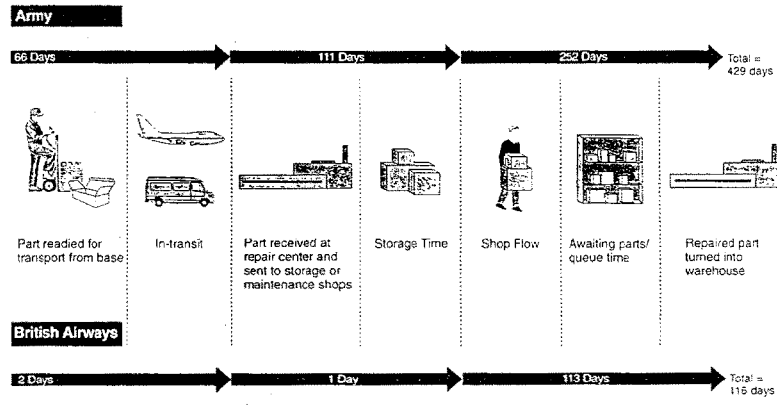 Army
66 Days
111 Days
252 Days
Total =
429 days
Part readied for
transport from base
In-transit
Part received at
repair center and
sent to storage or
maintenance shops
Storage Time
Shop Flow
Awaiting parts/
queue time
Repaired part
turned into
warehouse
British Airways
2 Days
1 Day
113 Days
Total =
116 days